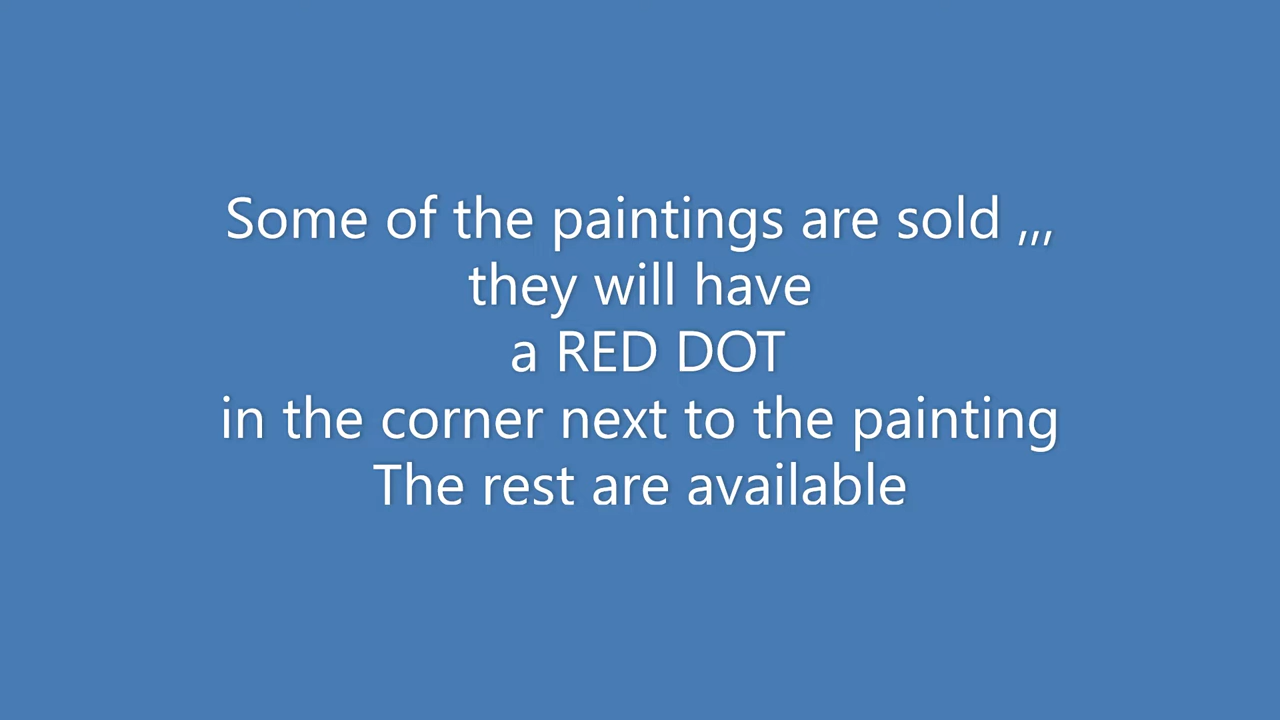 Some of the paintings are sold ,,,
they will have
a RED DOT
in the corner next to the painting
The rest are available